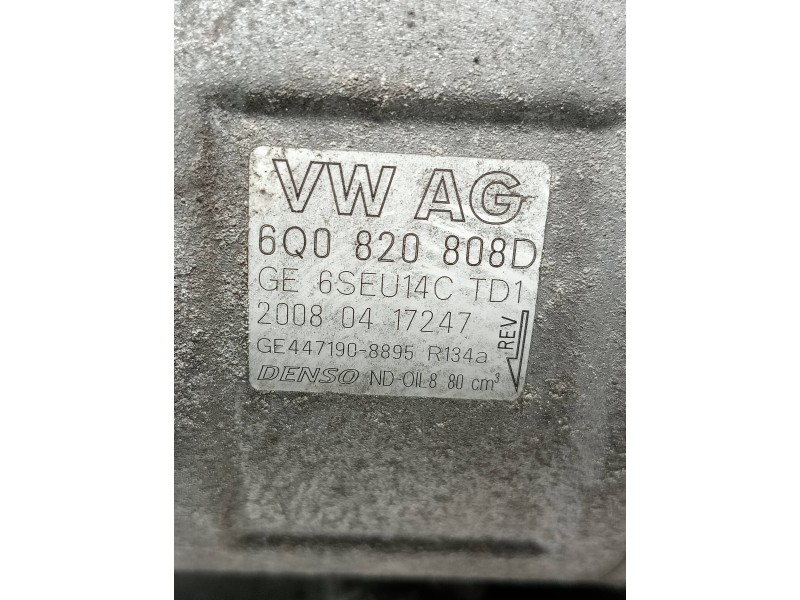 VW AG
6Q0 820 808D
GE 6SEU14C TD1
2008 04 17247
GE447190-8895 R134a
DENSO ND-OIL8 80 cm³
REV